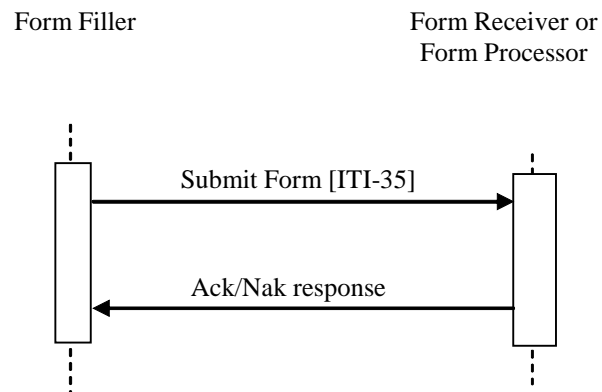 Form Filler
Form Receiver or
Form Processor
Submit Form [ITI-35]
Ack/Nak response